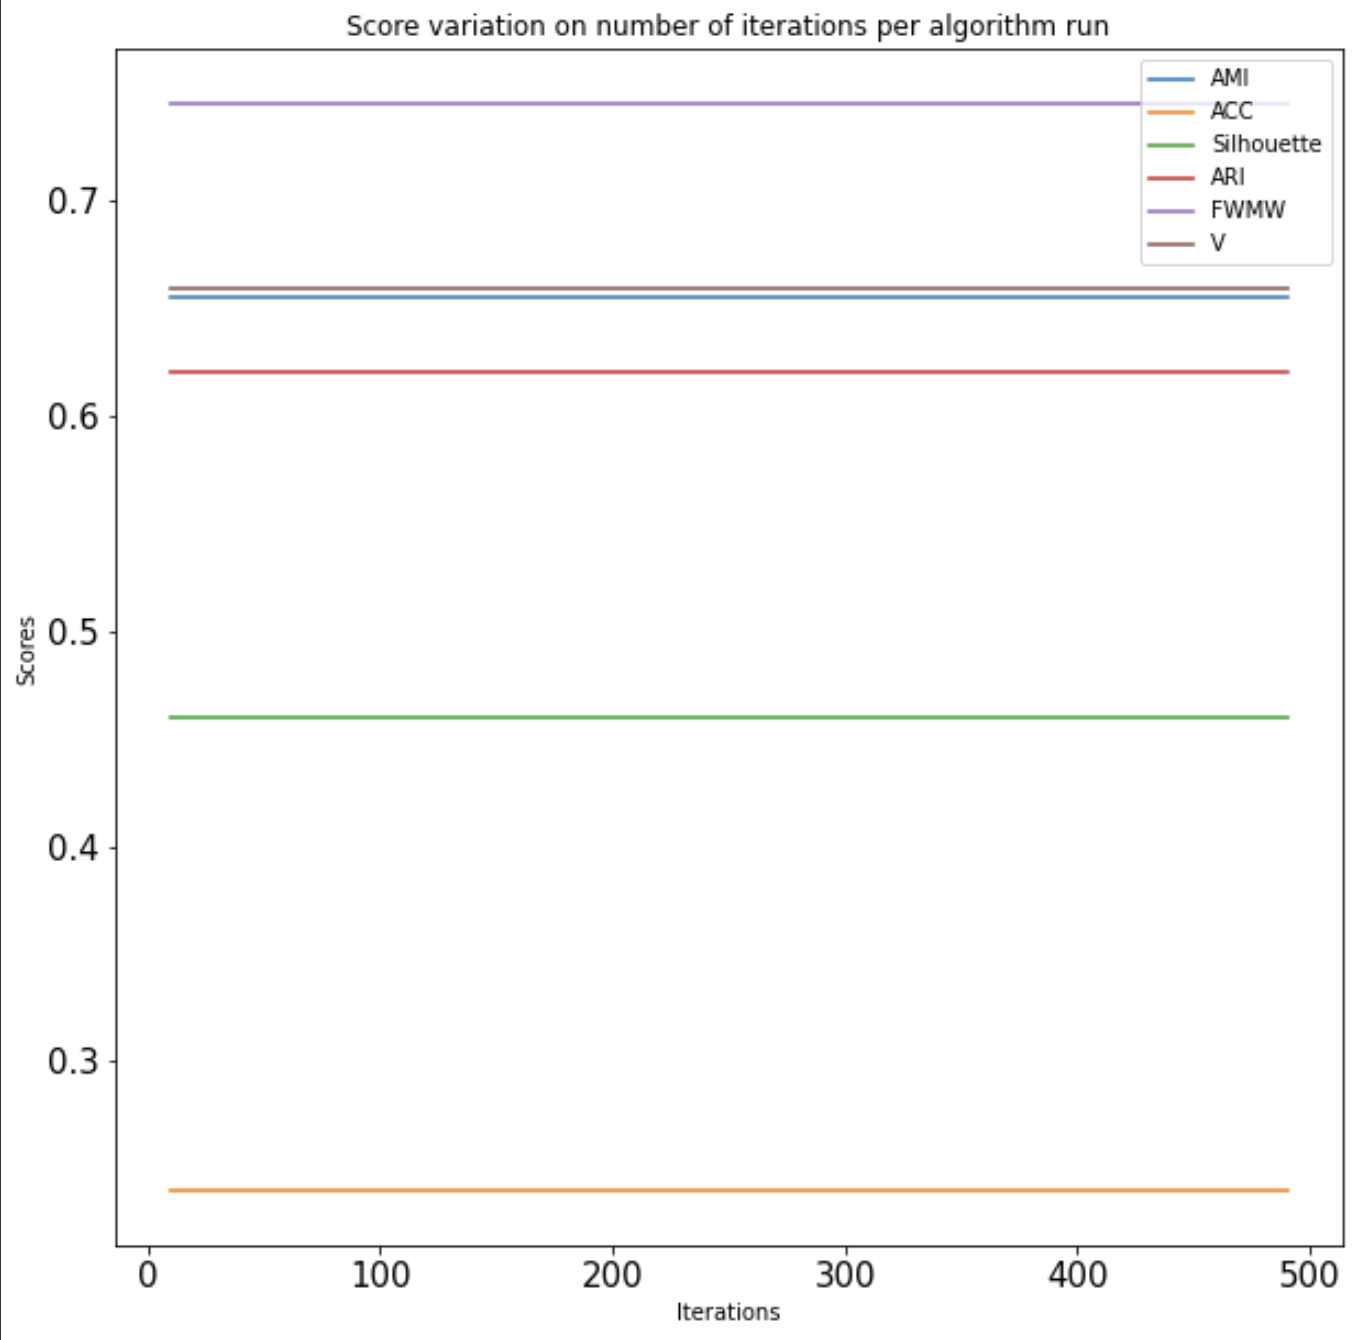 Score variation on number of iterations per algorithm run
AMI
ACC
Silhouette
ARI
FWMW
V
0.7
0.6
0.5
0.4
0.3
Scores
0 100 200 300 400 500
Iterations